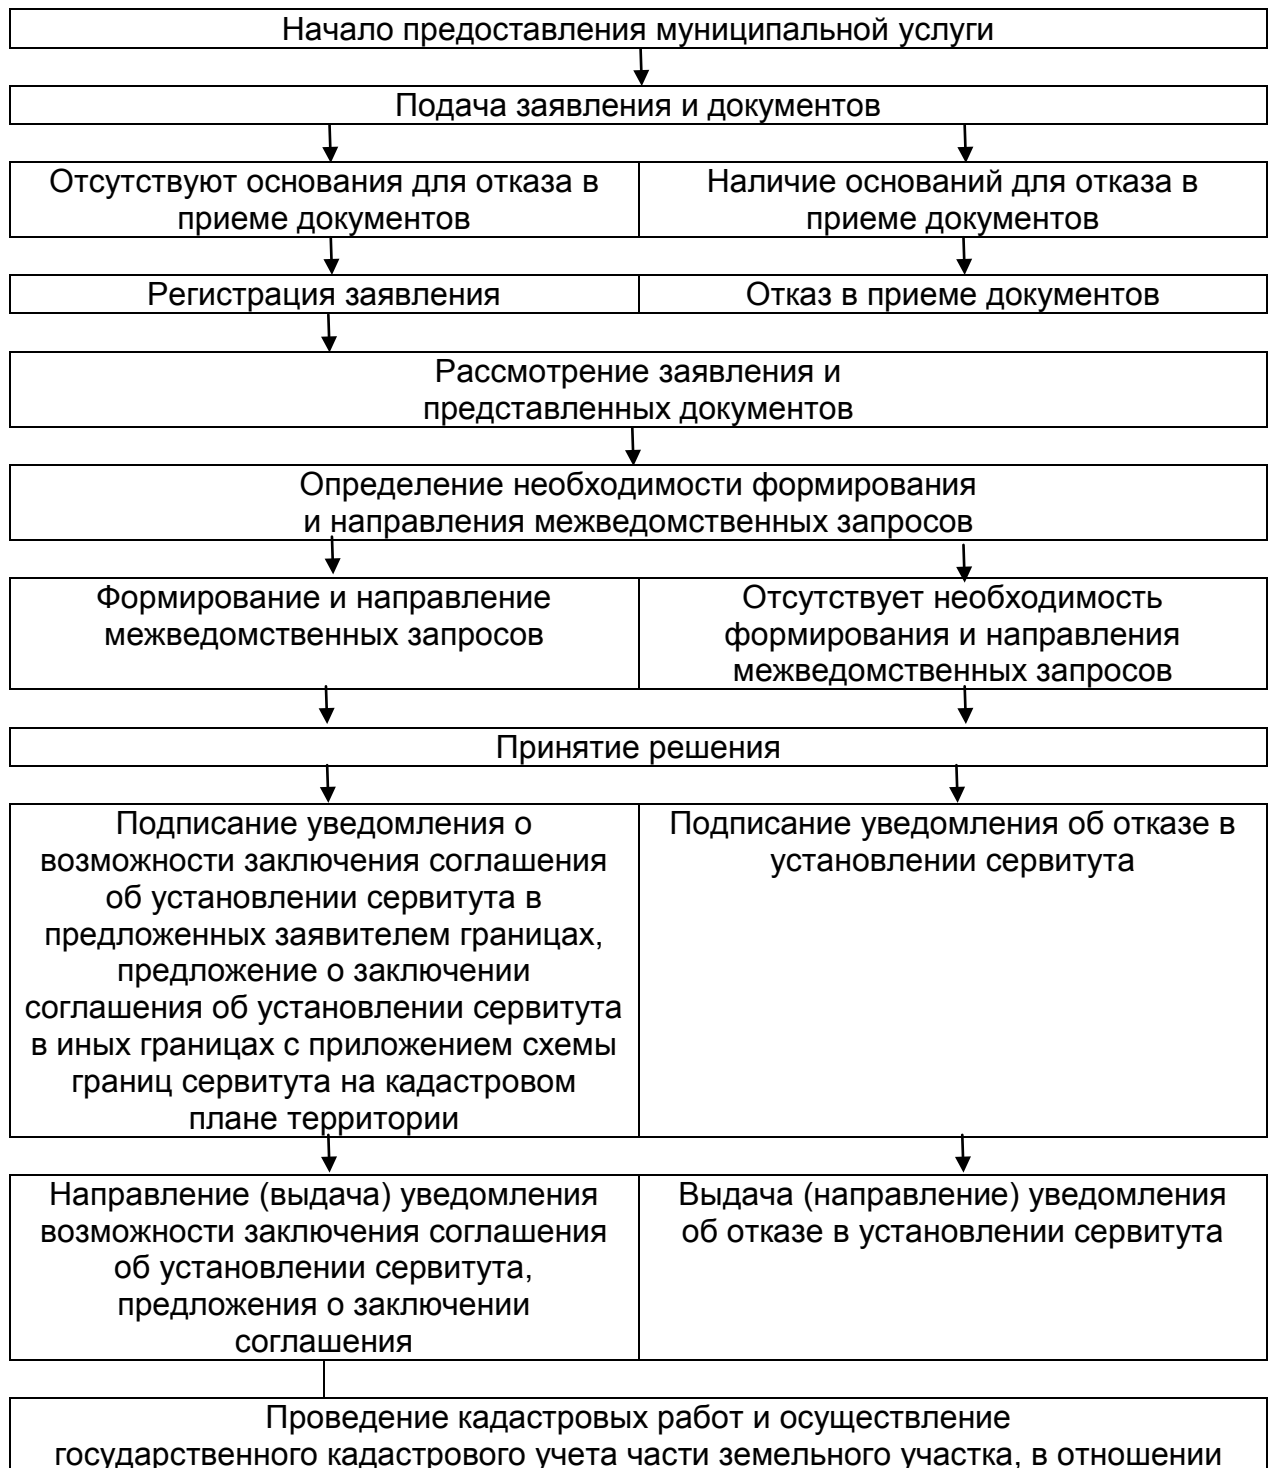 Начало предоставления муниципальной услуги
Подача заявления и документов
Отсутствуют основания для отказа в
приеме документов
Наличие оснований для отказа в
приеме документов
Регистрация заявления
Отказ в приеме документов
Рассмотрение заявления и
представленных документов
Определение необходимости формирования
и направления межведомственных запросов
Формирование и направление
межведомственных запросов
Отсутствует необходимость
формирования и направления
межведомственных запросов
Принятие решения
Подписание уведомления о
возможности заключения соглашения
об установлении сервитута в
предложенных заявителем границах,
предложение о заключении
соглашения об установлении сервитута
в иных границах с приложением схемы
границ сервитута на кадастровом
плане территории
Подписание уведомления об отказе в
установлении сервитута
Направление (выдача) уведомления
возможности заключения соглашения
об установлении сервитута,
предложения о заключении
соглашения
Выдача (направление) уведомления
об отказе в установлении сервитута
Проведение кадастровых работ и осуществление
государственного кадастрового учета части земельного участка, в отношении